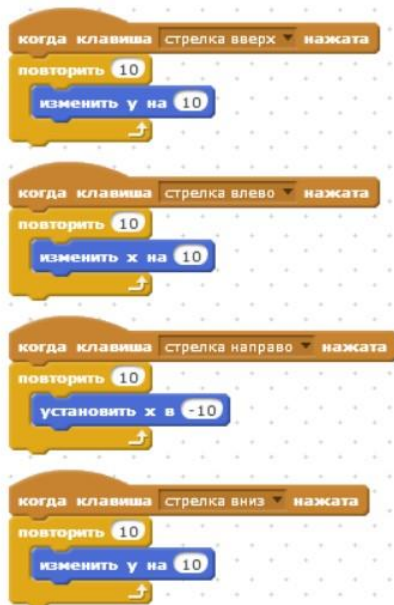 когда клавиша стрелка вверх нажата
повторить 10
изменить y на 10
когда клавиша стрелка влево нажата
повторить 10
изменить x на 10
когда клавиша стрелка направо нажата
повторить 10
установить x в -10
когда клавиша стрелка вниз нажата
повторить 10
изменить y на 10